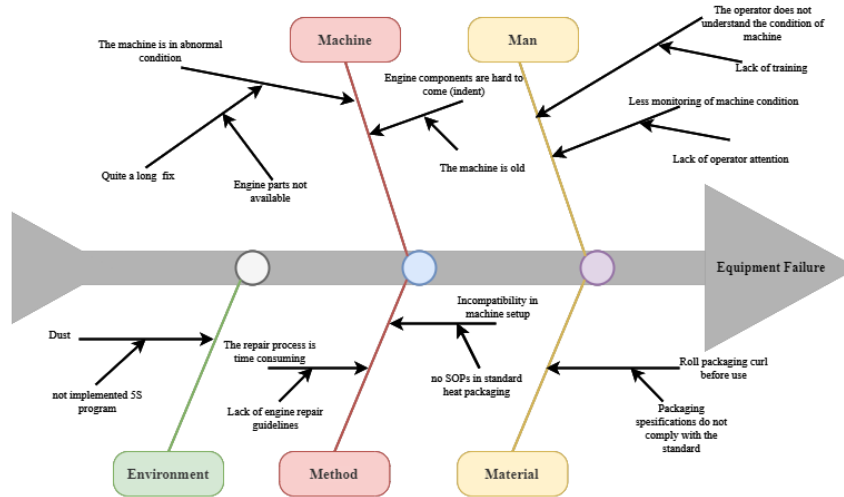 The operator does not
understand the condition of
machine
Machine
Man
The machine is in abnormal
condition
Lack of training
Engine components are hard to
come (indent)
Less monitoring of machine condition
Quite a long fix
Engine parts not
available
The machine is old
Lack of operator attention
Equipment Failure
Dust
Incompatibility in
machine setup
The repair process is
time consuming
Roll packaging curl
before use
not implemented 5S
program
no SOPs in standard
heat packaging
Lack of engine repair
guidelines
Packaging
spesifications do not
comply with the
standard
Environment
Method
Material